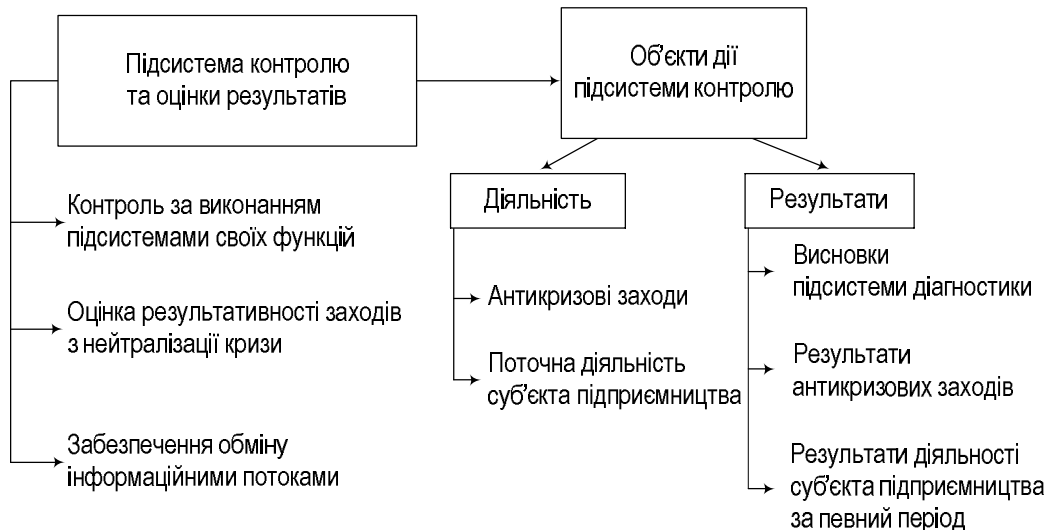 Підсистема контролю
та оцінки результатів
Об’єкти дії
підсистеми контролю
Контроль за виконанням
підсистемами своїх функцій
Оцінка результативності заходів
з нейтралізації кризи
Забезпечення обміну
інформаційними потоками
Діяльність
Антикризові заходи
Поточна діяльність
суб’єкта підприємництва
Результати
Висновки
підсистеми діагностики
Результати
антикризових заходів
Результати діяльності
суб’єкта підприємництва
за певний період